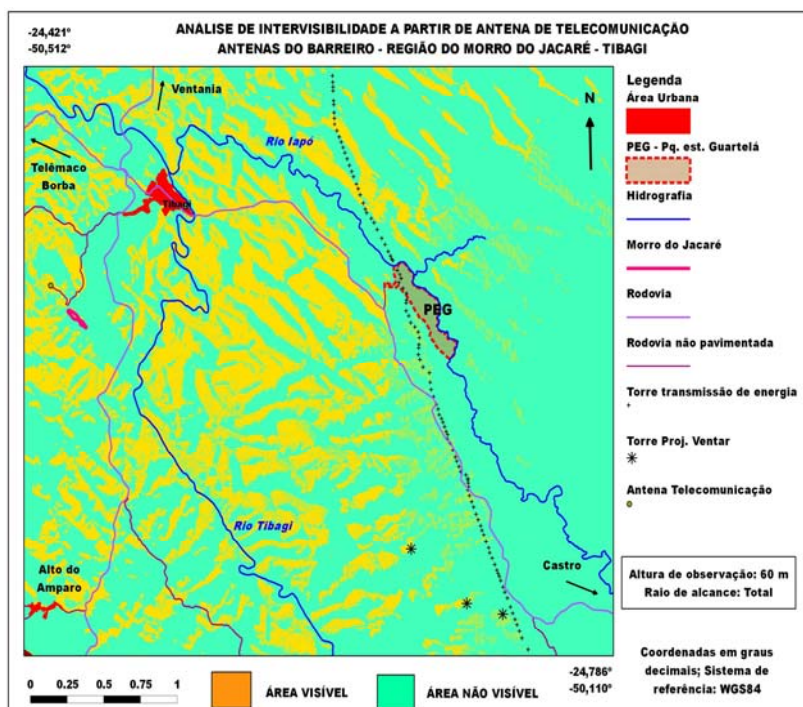 -24,421º
-50,512º
ANÁLISE DE INTERVISIBILIDADE A PARTIR DE ANTENA DE TELECOMUNICAÇÃO
ANTENAS DO BARREIRO - REGIÃO DO MORRO DO JACARÉ - TIBAGI
Ventania
Telêmaco
Borba
Tibagi
Rio Iapó
N
PEG
Rio Tibagi
Alto do
Amparo
Castro
Legenda
Área Urbana
PEG - Pq. est. Guartelá
Hidrografia
Morro do Jacaré
Rodovia
Rodovia não pavimentada
Torre transmissão de energia
Torre Proj. Ventar
Antena Telecomunicação
Altura de observação: 60 m
Raio de alcance: Total
Coordenadas em graus
decimais; Sistema de
referência: WGS84
0 0.25 0.5 0.75 1
ÁREA VISÍVEL
ÁREA NÃO VISÍVEL
-24,786º
-50,110º